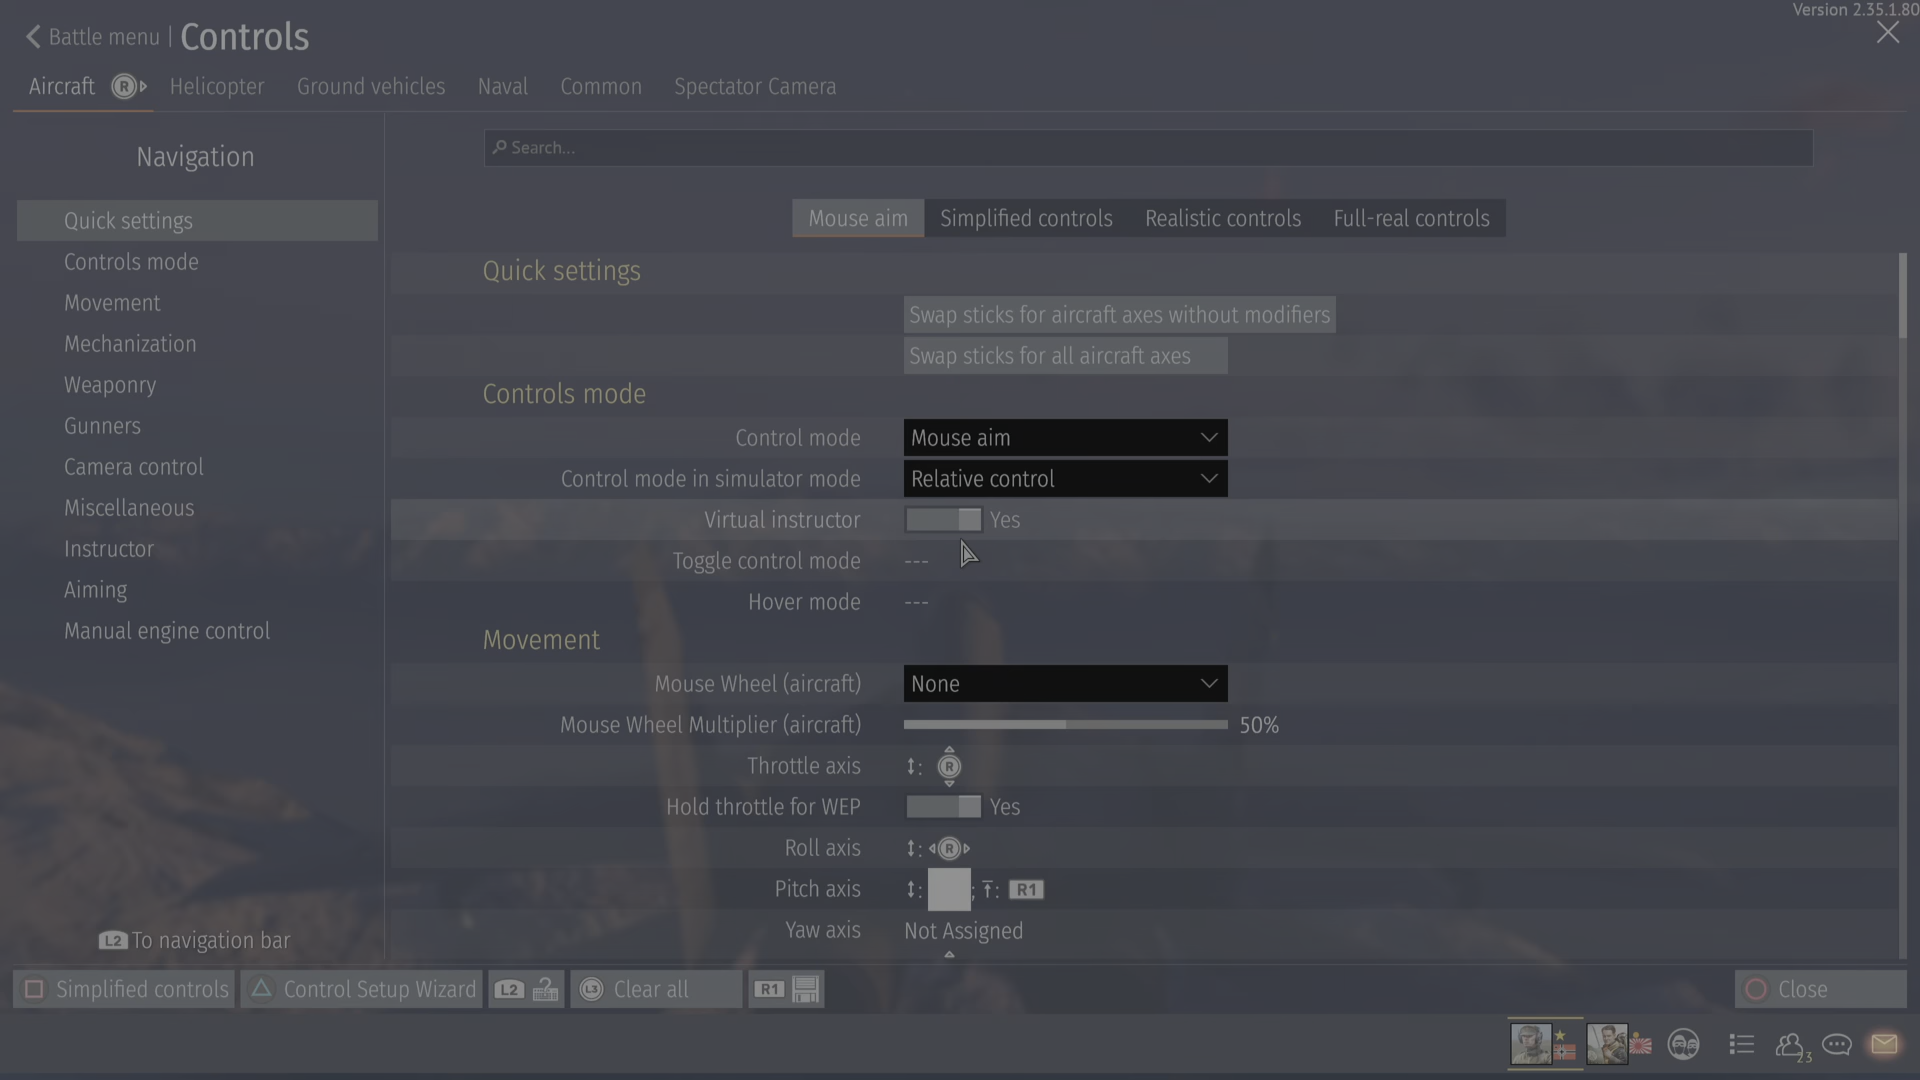 Version 2.35.1.80
Battle menu | Controls
Aircraft R Helicopter Ground vehicles Naval Common Spectator Camera
Navigation
Search...
Quick settings
Controls mode
Movement
Mechanization
Weaponry
Gunners
Camera control
Miscellaneous
Instructor
Aiming
Manual engine control
L2 To navigation bar
Mouse aim Simplified controls Realistic controls Full-real controls
Quick settings
Swap sticks for aircraft axes without modifiers
Swap sticks for all aircraft axes
Controls mode
Control mode Mouse aim
Control mode in simulator mode Relative control
Virtual instructor Yes
Toggle control mode ---
Hover mode ---
Movement
Mouse Wheel (aircraft) None
Mouse Wheel Multiplier (aircraft) 50%
Throttle axis : R
Hold throttle for WEP Yes
Roll axis : R
Pitch axis : ; : R1
Yaw axis Not Assigned
Simplified controls Control Setup Wizard L2 ? L3 Clear all R1 Close
23